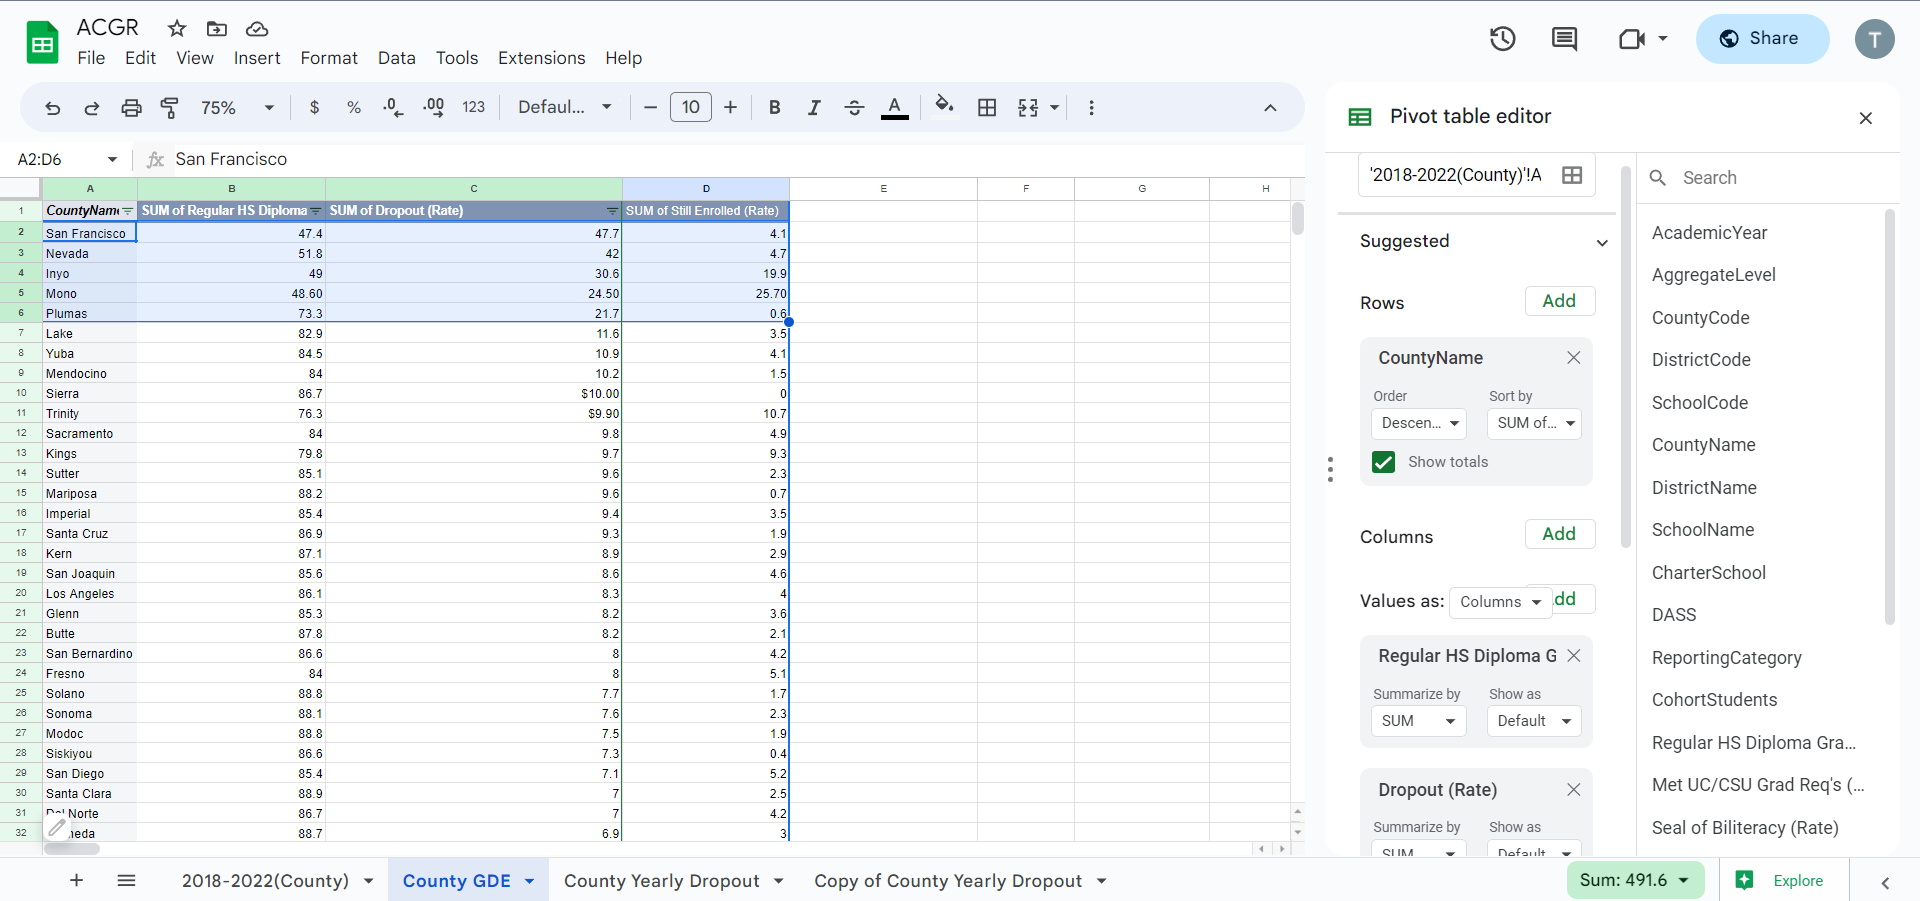 ACGR
File Edit View Insert Format Data Tools Extensions Help
Share
T
75% $ % .0 .00 123 Defaul... 10 B I A
A2:D6
fx San Francisco
A B C D E F G H
1 CountyName SUM of Regular HS Diploma SUM of Dropout (Rate) SUM of Still Enrolled (Rate)
2 San Francisco 47.4 47.7 4.1
3 Nevada 51.8 42 4.7
4 Inyo 49 30.6 19.9
5 Mono 48.60 24.50 25.70
6 Plumas 73.3 21.7 0.6
7 Lake 82.9 11.6 3.5
8 Yuba 84.5 10.9 4.1
9 Mendocino 84 10.2 1.5
10 Sierra 86.7 $10.00 0
11 Trinity 76.3 $9.90 10.7
12 Sacramento 84 9.8 4.9
13 Kings 79.8 9.7 9.3
14 Sutter 85.1 9.6 2.3
15 Mariposa 88.2 9.6 0.7
16 Imperial 85.4 9.4 3.5
17 Santa Cruz 86.9 9.3 1.9
18 Kern 87.1 8.9 2.9
19 San Joaquin 85.6 8.6 4.6
20 Los Angeles 86.1 8.3 4
21 Glenn 85.3 8.2 3.6
22 Butte 87.8 8.2 2.1
23 San Bernardino 86.6 8 4.2
24 Fresno 84 8 5.1
25 Solano 88.8 7.7 1.7
26 Sonoma 88.1 7.6 2.3
27 Modoc 88.8 7.5 1.9
28 Siskiyou 86.6 7.3 0.4
29 San Diego 85.4 7.1 5.2
30 Santa Clara 88.9 7 2.5
31 Del Norte 86.7 7 4.2
32 neda 88.7 6.9 3
+ 2018-2022(County) County GDE County Yearly Dropout Copy of County Yearly Dropout
Sum: 491.6
Explore
Pivot table editor
'2018-2022(County)'!A
Suggested
Rows Add
CountyName
Order Sort by
Descen... SUM of...
Show totals
Columns Add
Values as: Columns dd
Regular HS Diploma G
Summarize by Show as
SUM Default
Dropout (Rate)
Summarize by Show as
SUM Default
Search
AcademicYear
AggregateLevel
CountyCode
DistrictCode
SchoolCode
CountyName
DistrictName
SchoolName
CharterSchool
DASS
ReportingCategory
CohortStudents
Regular HS Diploma Gra...
Met UC/CSU Grad Req's (...
Seal of Biliteracy (Rate)